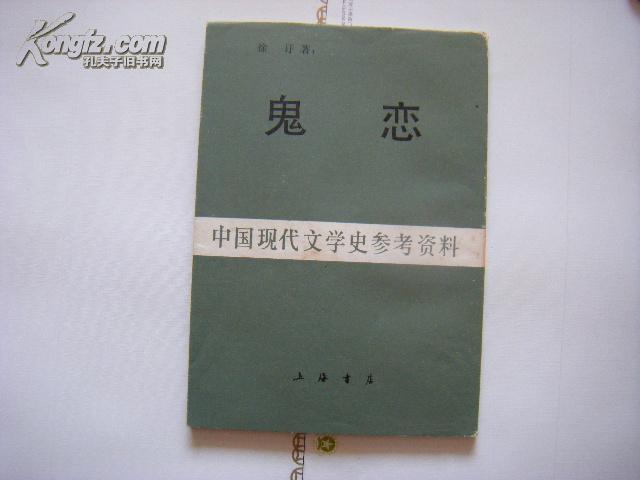 Kongfz.com
孔夫子旧书网
徐 訏 著
鬼 恋
中国现代文学史参考资料
上海书店